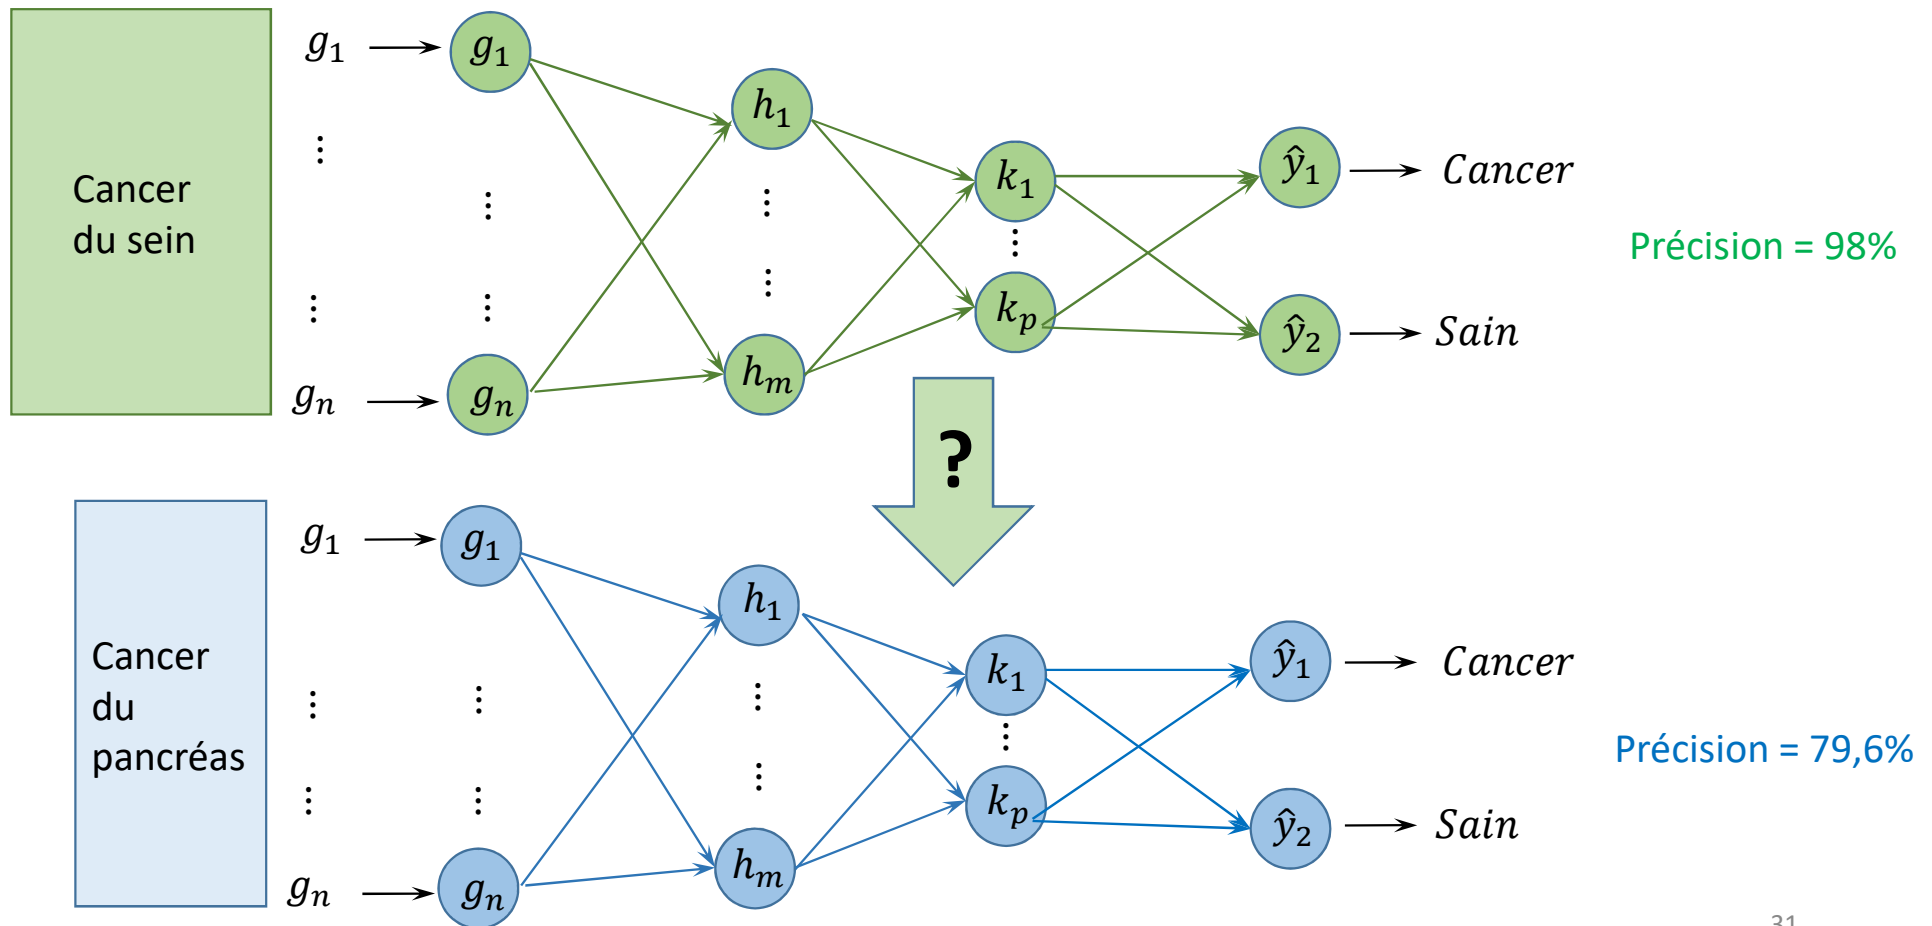 Cancer
du sein
g₁
g₁
h₁
k₁
ŷ₁
Cancer
Précision = 98%
gₙ
gₙ
hₘ
kₚ
ŷ₂
Sain
?
Cancer
du
pancréas
g₁
g₁
h₁
k₁
ŷ₁
Cancer
Précision = 79,6%
gₙ
gₙ
hₘ
kₚ
ŷ₂
Sain
31